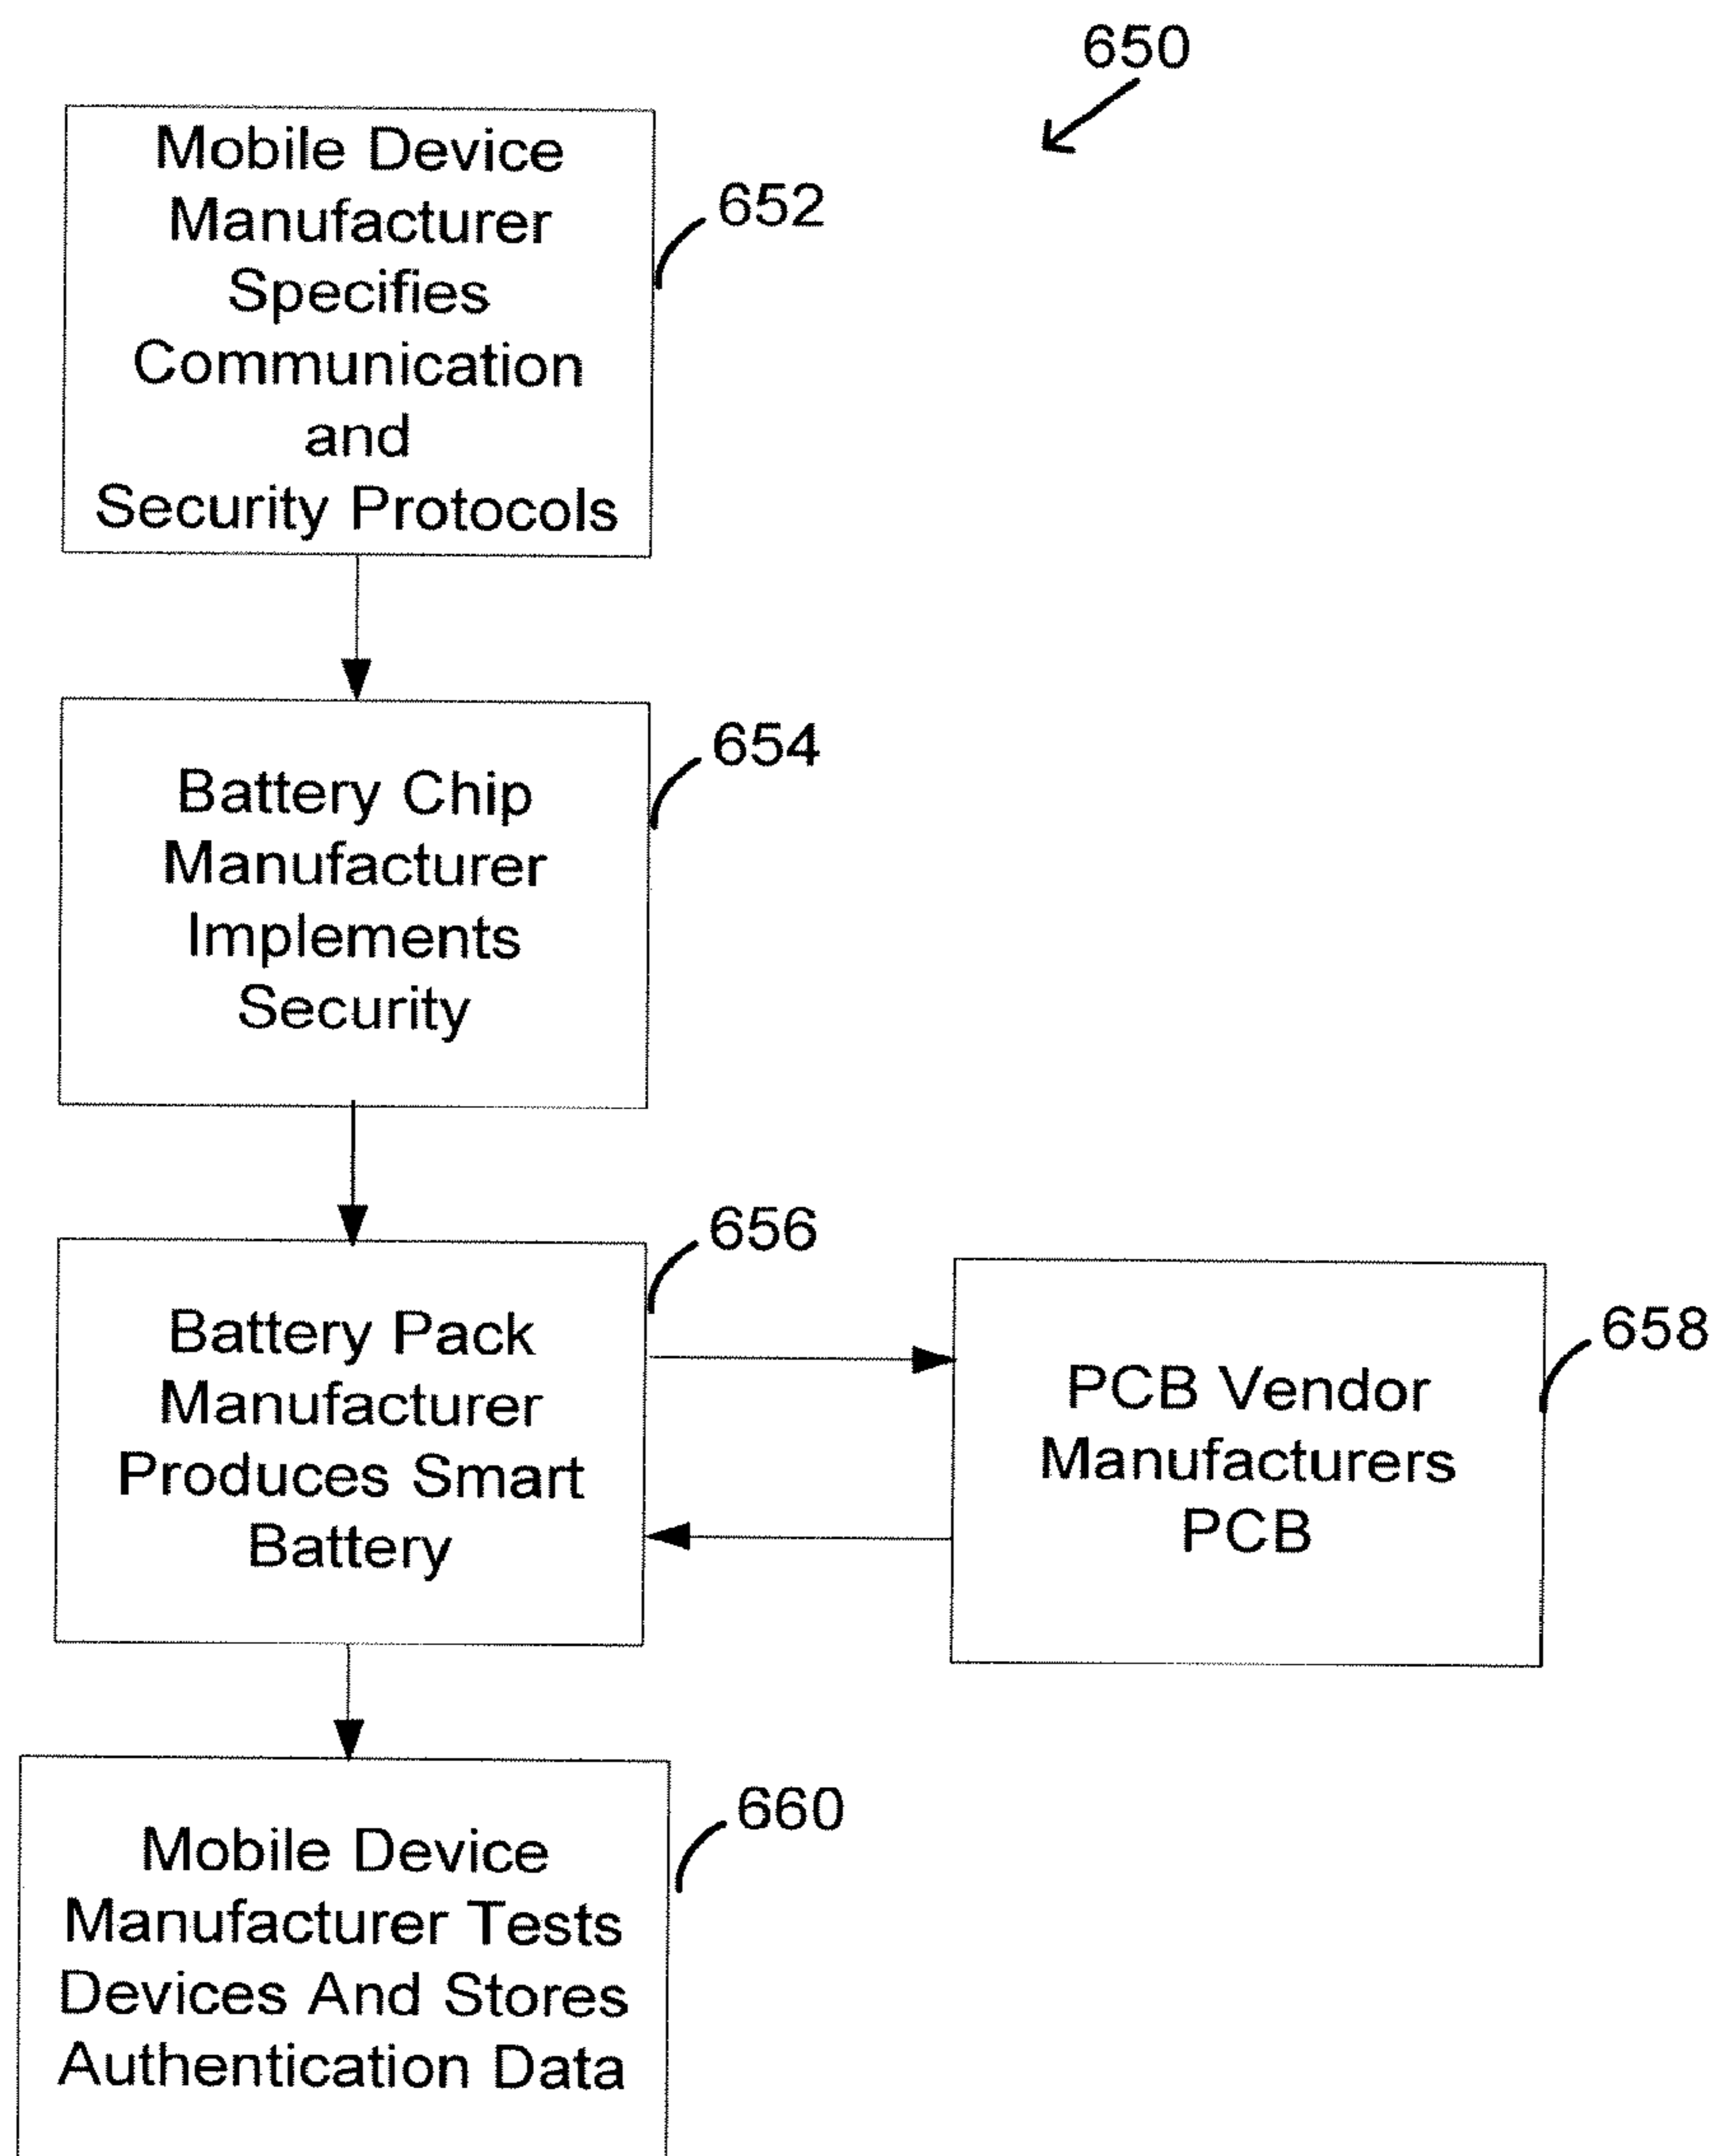 650
Mobile Device
Manufacturer
Specifies
Communication
and
Security Protocols
652
Battery Chip
Manufacturer
Implements
Security
654
Battery Pack
Manufacturer
Produces Smart
Battery
656
PCB Vendor
Manufacturers
PCB
658
Mobile Device
Manufacturer Tests
Devices And Stores
Authentication Data
660